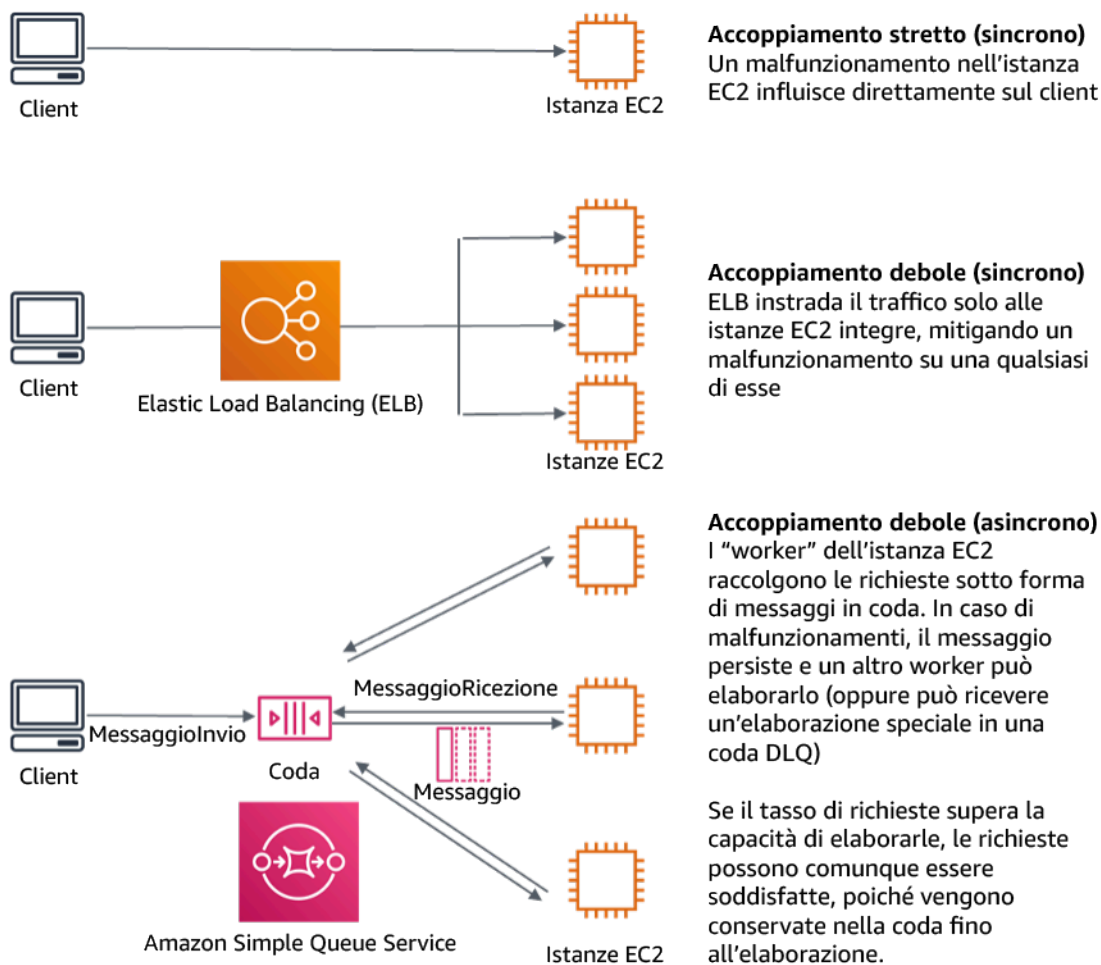 Client
Istanza EC2
Accoppiamento stretto (sincrono)
Un malfunzionamento nell'istanza
EC2 influisce direttamente sul client
Client
Elastic Load Balancing (ELB)
Istanze EC2
Accoppiamento debole (sincrono)
ELB instrada il traffico solo alle
istanze EC2 integre, mitigando un
malfunzionamento su una qualsiasi
di esse
Client
MessaggioInvio
Coda
MessaggioRicezione
Messaggio
Amazon Simple Queue Service
Istanze EC2
Accoppiamento debole (asincrono)
I “worker” dell'istanza EC2
raccolgono le richieste sotto forma
di messaggi in coda. In caso di
malfunzionamenti, il messaggio
persiste e un altro worker può
elaborarlo (oppure può ricevere
un'elaborazione speciale in una
coda DLQ)
Se il tasso di richieste supera la
capacità di elaborarle, le richieste
possono comunque essere
soddisfatte, poiché vengono
conservate nella coda fino
all'elaborazione.